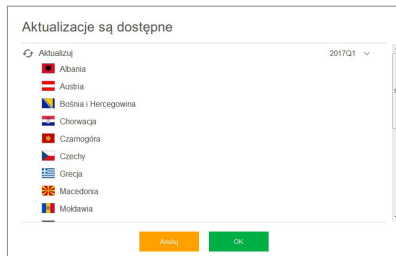 Aktualizacje są dostępne
Aktualizuj 2017Q1
Albania
Austria
Bośnia i Hercegowina
Chorwacja
Czarnogóra
Czechy
Grecja
Macedonia
Mołdawia
Anuluj OK